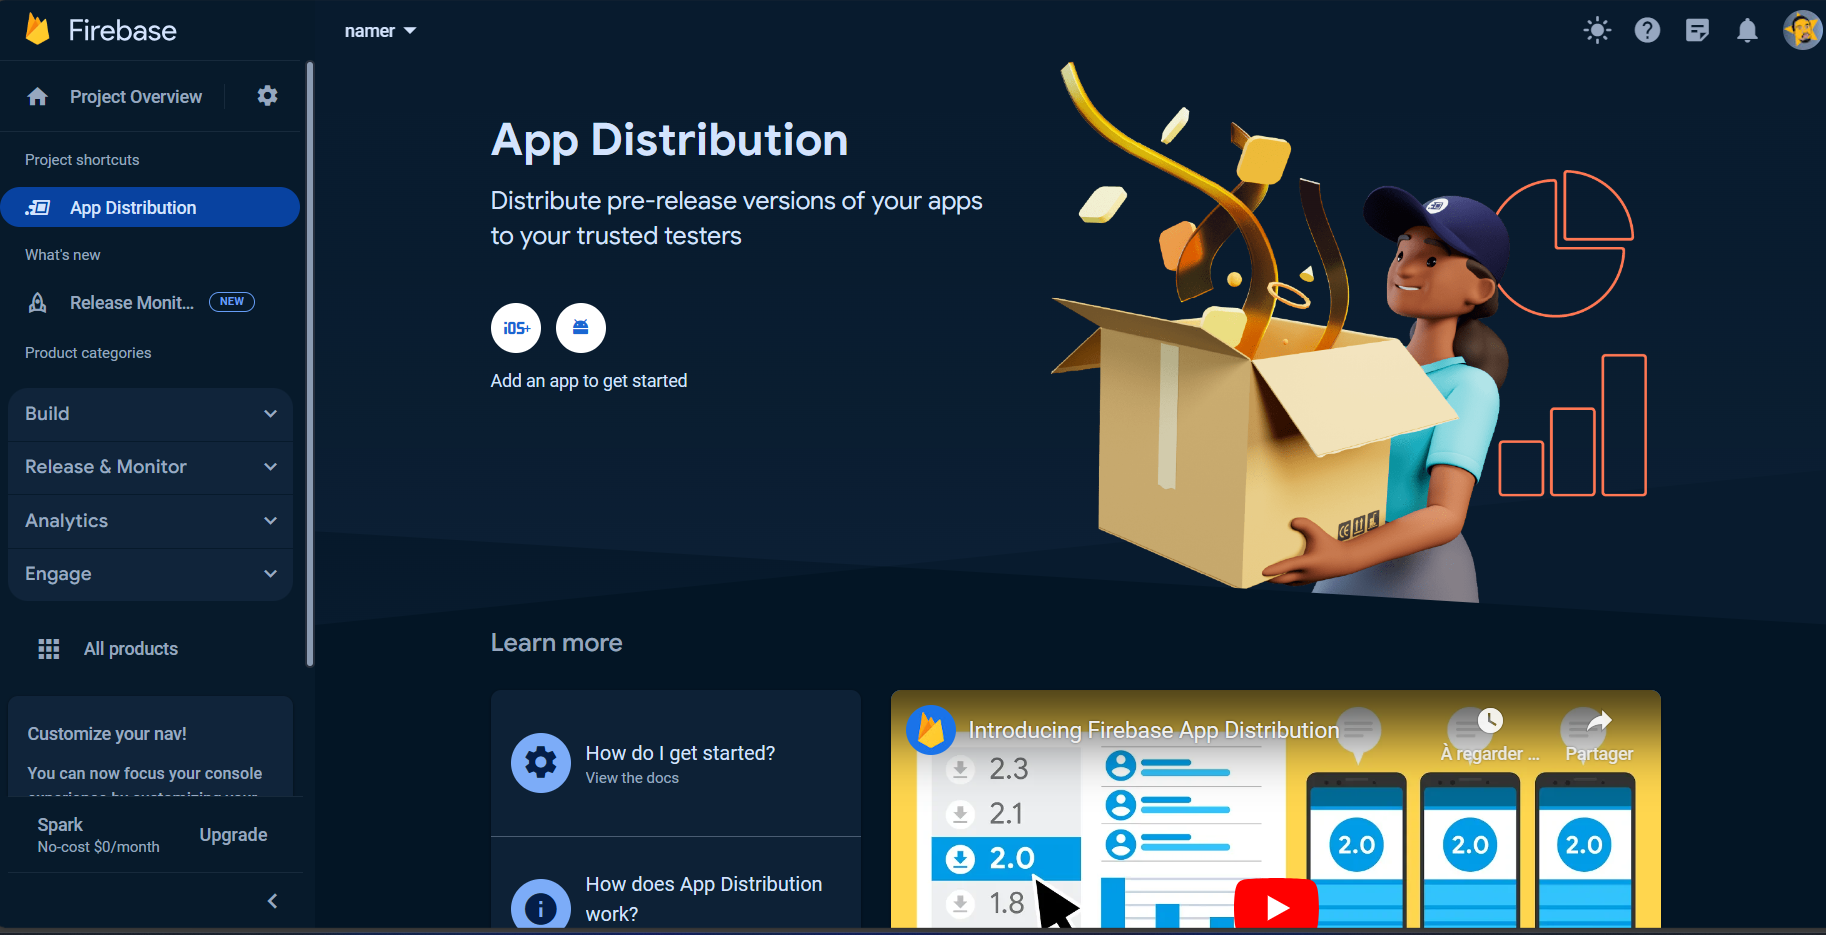 Firebase
namer
Project Overview
Project shortcuts
App Distribution
What's new
Release Monit... NEW
Product categories
Build
Release & Monitor
Analytics
Engage
All products
Customize your nav!
You can now focus your console
experience by customizing your
Spark
No-cost $0/month
Upgrade
App Distribution
Distribute pre-release versions of your apps
to your trusted testers
iOS+
Add an app to get started
Learn more
How do I get started?
View the docs
How does App Distribution
work?
Introducing Firebase App Distribution
À regarder ...
Partager
2.3
2.1
2.0
1.8
2.0
2.0
2.0